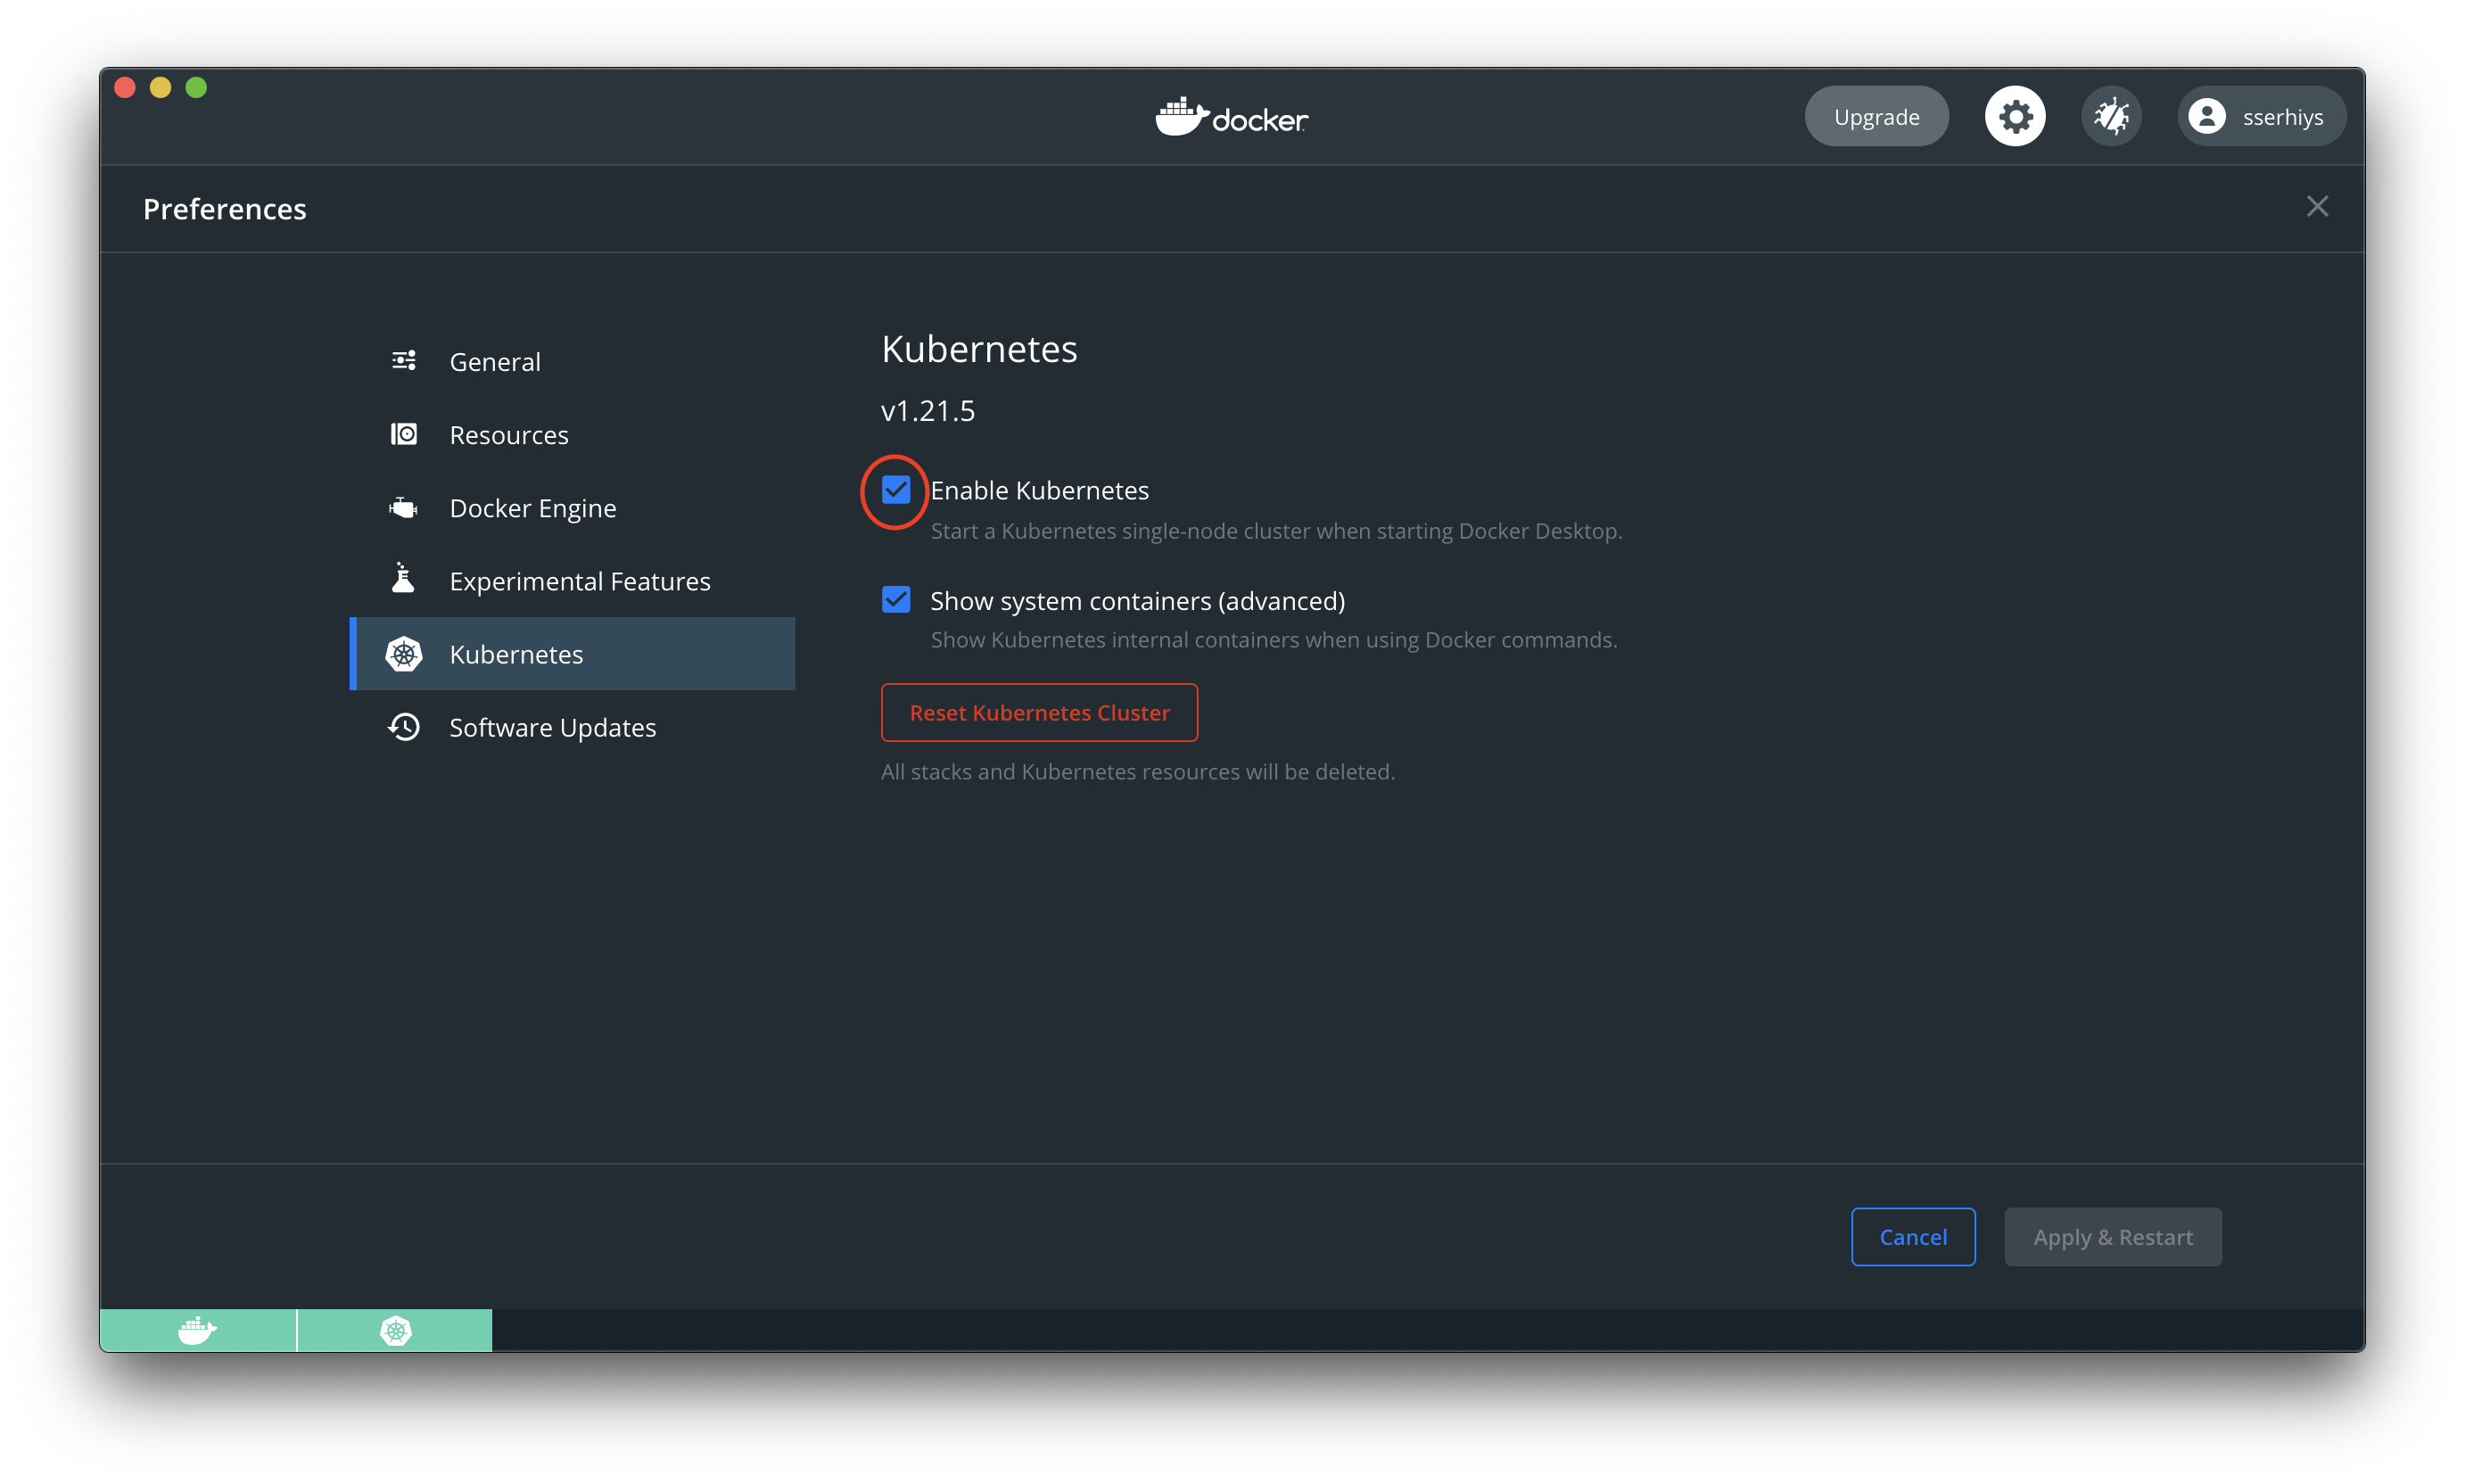 docker
Upgrade
sserhiys
Preferences
General
Resources
Docker Engine
Experimental Features
Kubernetes
Software Updates
Kubernetes
v1.21.5
Enable Kubernetes
Start a Kubernetes single-node cluster when starting Docker Desktop.
Show system containers (advanced)
Show Kubernetes internal containers when using Docker commands.
Reset Kubernetes Cluster
All stacks and Kubernetes resources will be deleted.
Cancel
Apply & Restart